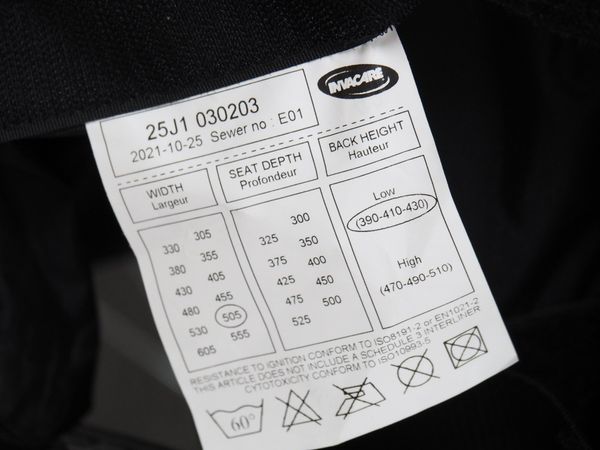 INVACARE
25J1 030203
2021-10-25 Sewer no : E01
WIDTH
Largeur
SEAT DEPTH
Profondeur
BACK HEIGHT
Hauteur
330 305
380 355
430 405
480 455
530 505
605 555
300
325 350
375 400
425 450
475 500
525
Low
(390-410-430)
High
(470-490-510)
RESISTANCE TO IGNITION CONFORM TO ISO8191-2 or EN1021-2
THIS ARTICLE DOES NOT INCLUDE A SCHEDULE 3 INTERLINER
CYTOTOXICITY CONFORM TO ISO10993-5
60°